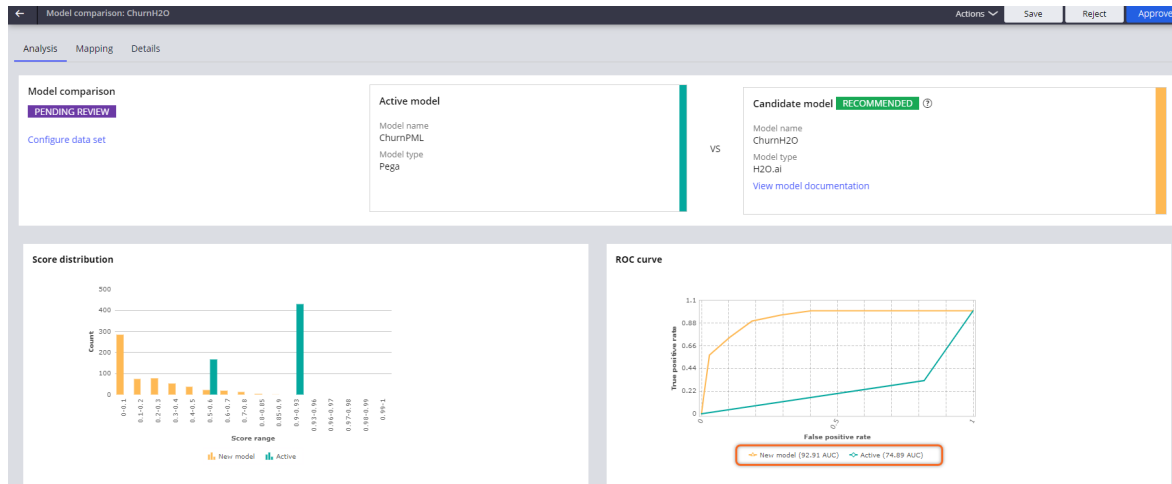 Model comparison: ChurnH2O
Actions
Save
Reject
Approve
Analysis
Mapping
Details
Model comparison
PENDING REVIEW
Configure data set
Active model
Model name
ChurnPML
Model type
Pega
VS
Candidate model RECOMMENDED
Model name
ChurnH2O
Model type
H2O.ai
View model documentation
Score distribution
500
400
300
200
100
0
Count
0-0.1
0.1-0.2
0.2-0.3
0.3-0.4
0.4-0.5
0.5-0.6
0.6-0.7
0.7-0.8
0.8-0.85
0.85-0.9
0.9-0.93
0.93-0.96
0.96-0.97
0.97-0.98
0.98-0.99
0.99-1
Score range
New model Active
ROC curve
1.1
0.88
0.66
0.44
0.22
0
True positive rate
0
0.5
1
False positive rate
New model (92.91 AUC) Active (74.89 AUC)